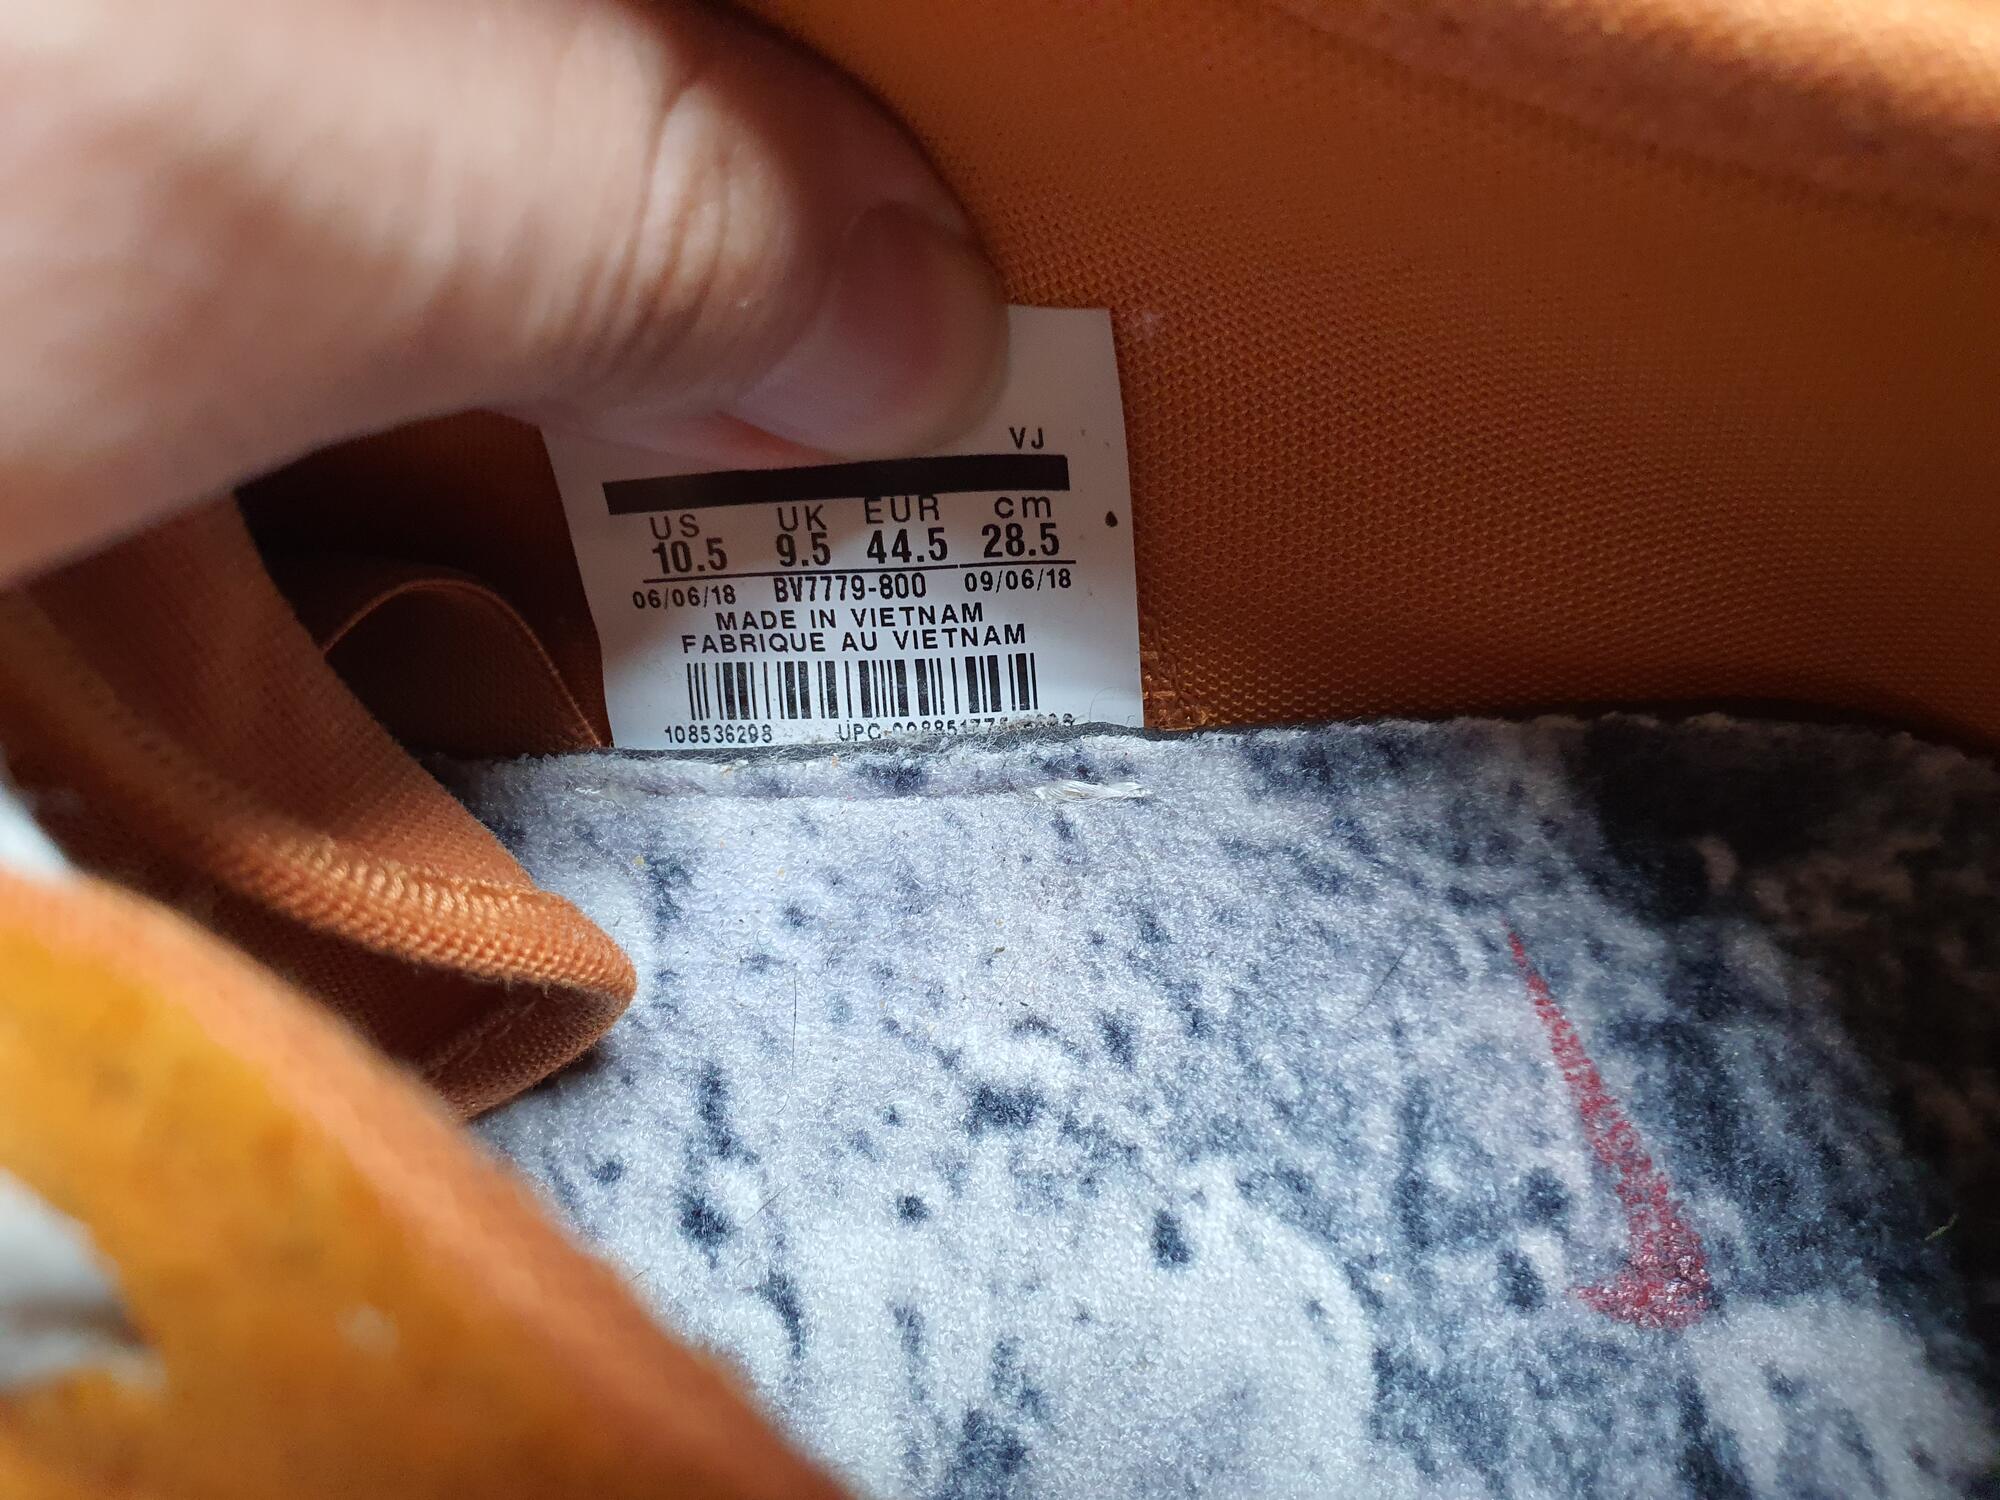 VJ
US UK EUR cm
10.5 9.5 44.5 28.5
06/06/18 BV7779-800 09/06/18
MADE IN VIETNAM
FABRIQUE AU VIETNAM
108536298